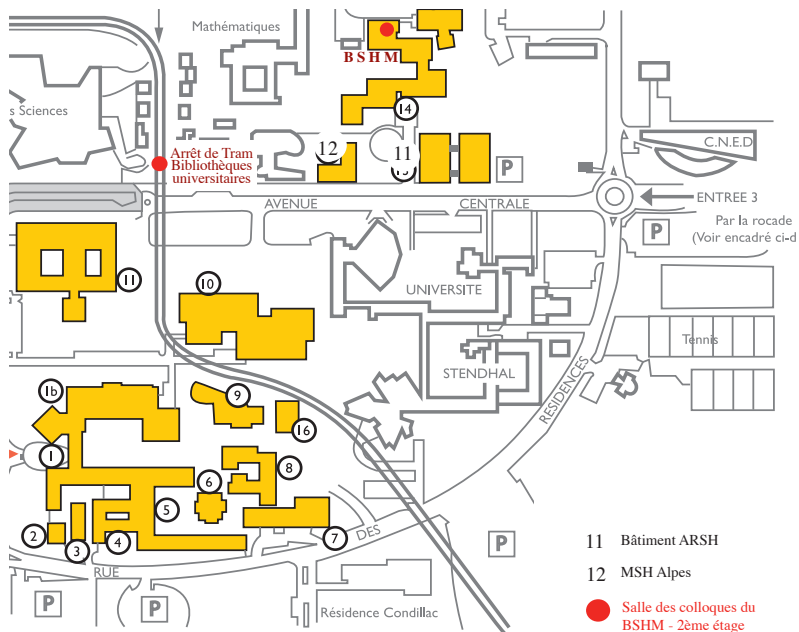 Mathématiques
BSHM
14
s Sciences
12
11
C.N.E.D
Arrêt de Tram
Bibliothèques
universitaires
P
ENTREE 3
AVENUE
CENTRALE
Par la rocade
(Voir encadré ci-d
P
11
10
UNIVERSITE
Tennis
STENDHAL
RESIDENCES
1b
9
16
1
8
6
5
2
3
4
7
DES
RUE
P
P
P
Résidence Condillac
11 Bâtiment ARSH
12 MSH Alpes
Salle des colloques du
BSHM - 2ème étage